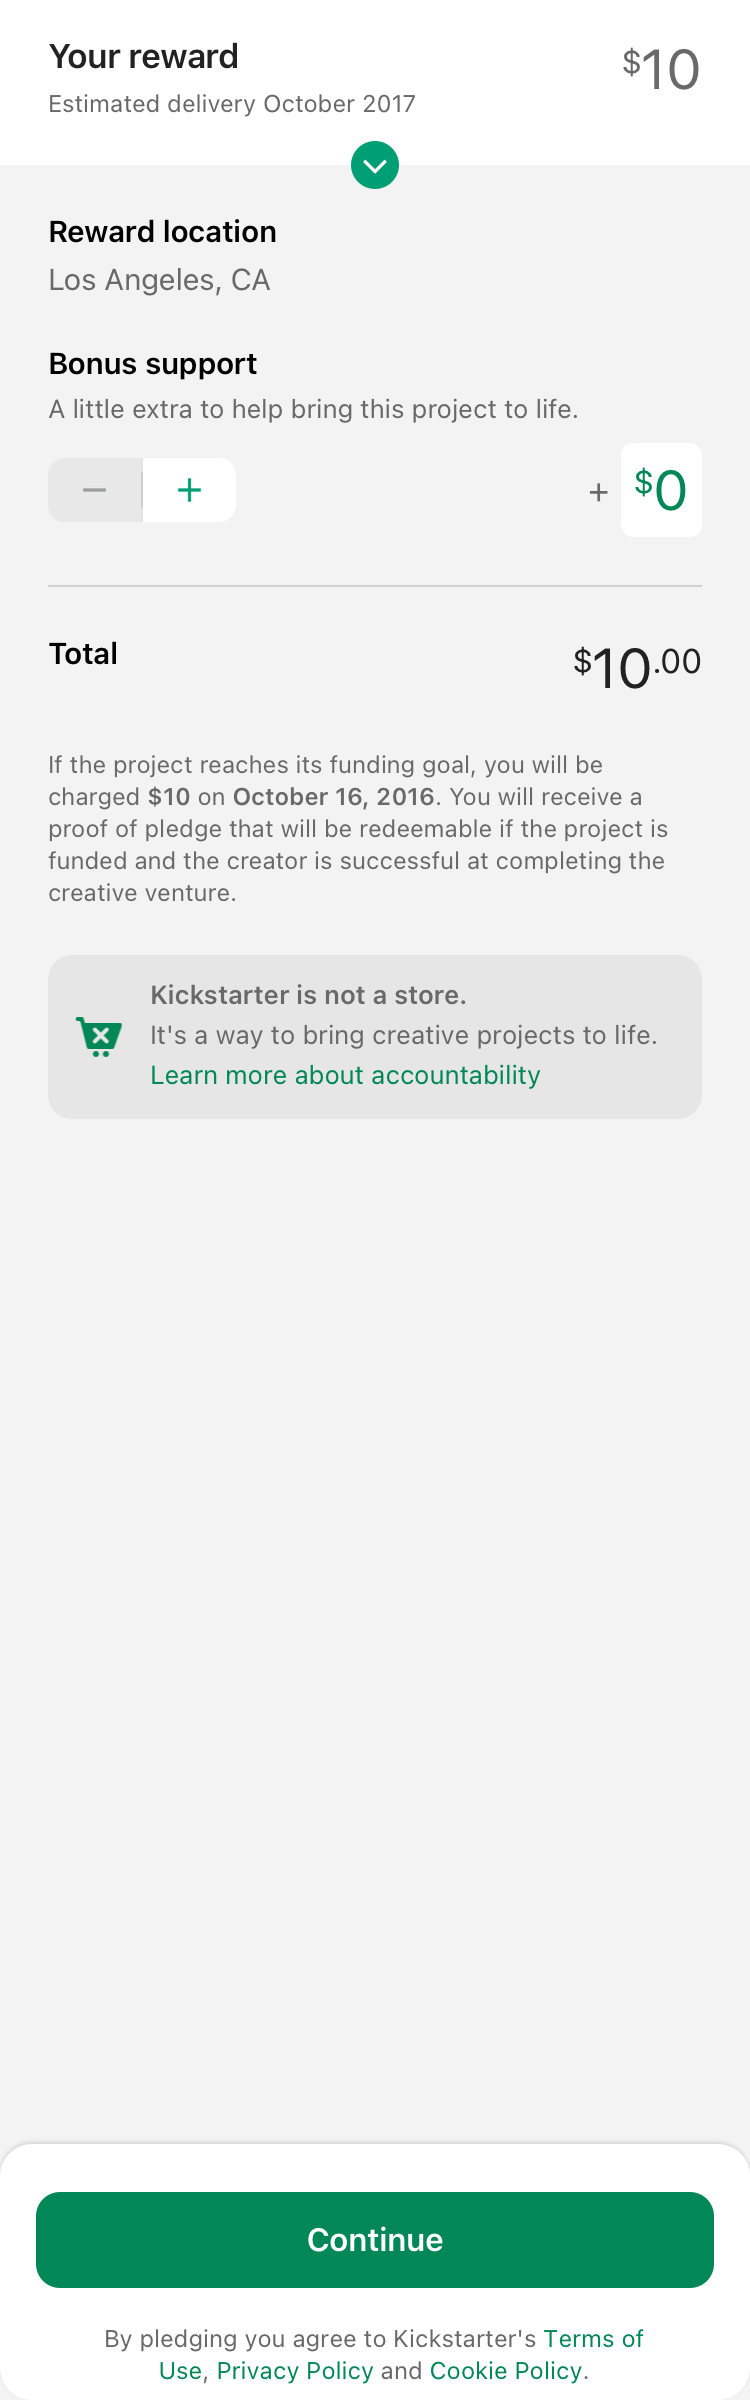 Your reward
$10
Estimated delivery October 2017
Reward location
Los Angeles, CA
Bonus support
A little extra to help bring this project to life.
− + + $0
Total
$10.00
If the project reaches its funding goal, you will be
charged $10 on October 16, 2016. You will receive a
proof of pledge that will be redeemable if the project is
funded and the creator is successful at completing the
creative venture.
Kickstarter is not a store.
It's a way to bring creative projects to life.
Learn more about accountability
Continue
By pledging you agree to Kickstarter's Terms of
Use, Privacy Policy and Cookie Policy.